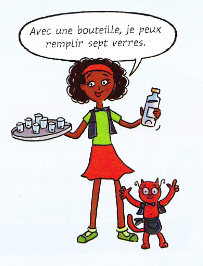 Avec une bouteille, je peux
remplir sept verres.